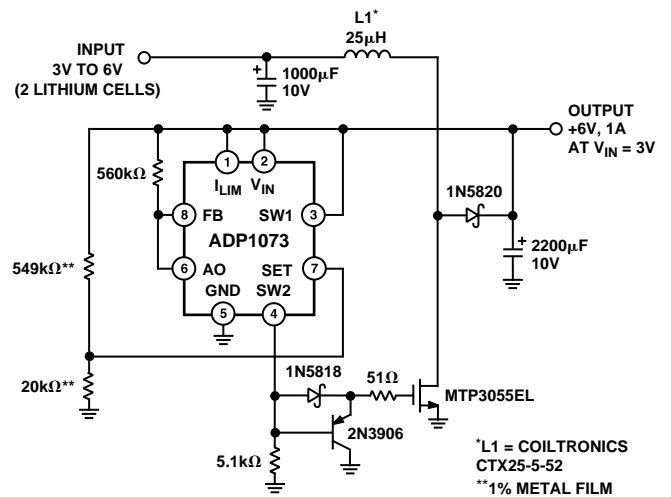 L1*
25μH
INPUT
3V TO 6V
(2 LITHIUM CELLS)
+
1000μF
10V
OUTPUT
+6V, 1A
AT VIN = 3V
560kΩ
1
2
ILIM
VIN
1N5820
8
FB
SW1
3
ADP1073
+
2200μF
10V
549kΩ**
6
AO
SET
7
GND
SW2
5
4
1N5818
51Ω
20kΩ**
MTP3055EL
2N3906
5.1kΩ
*L1 = COILTRONICS
CTX25-5-52
**1% METAL FILM